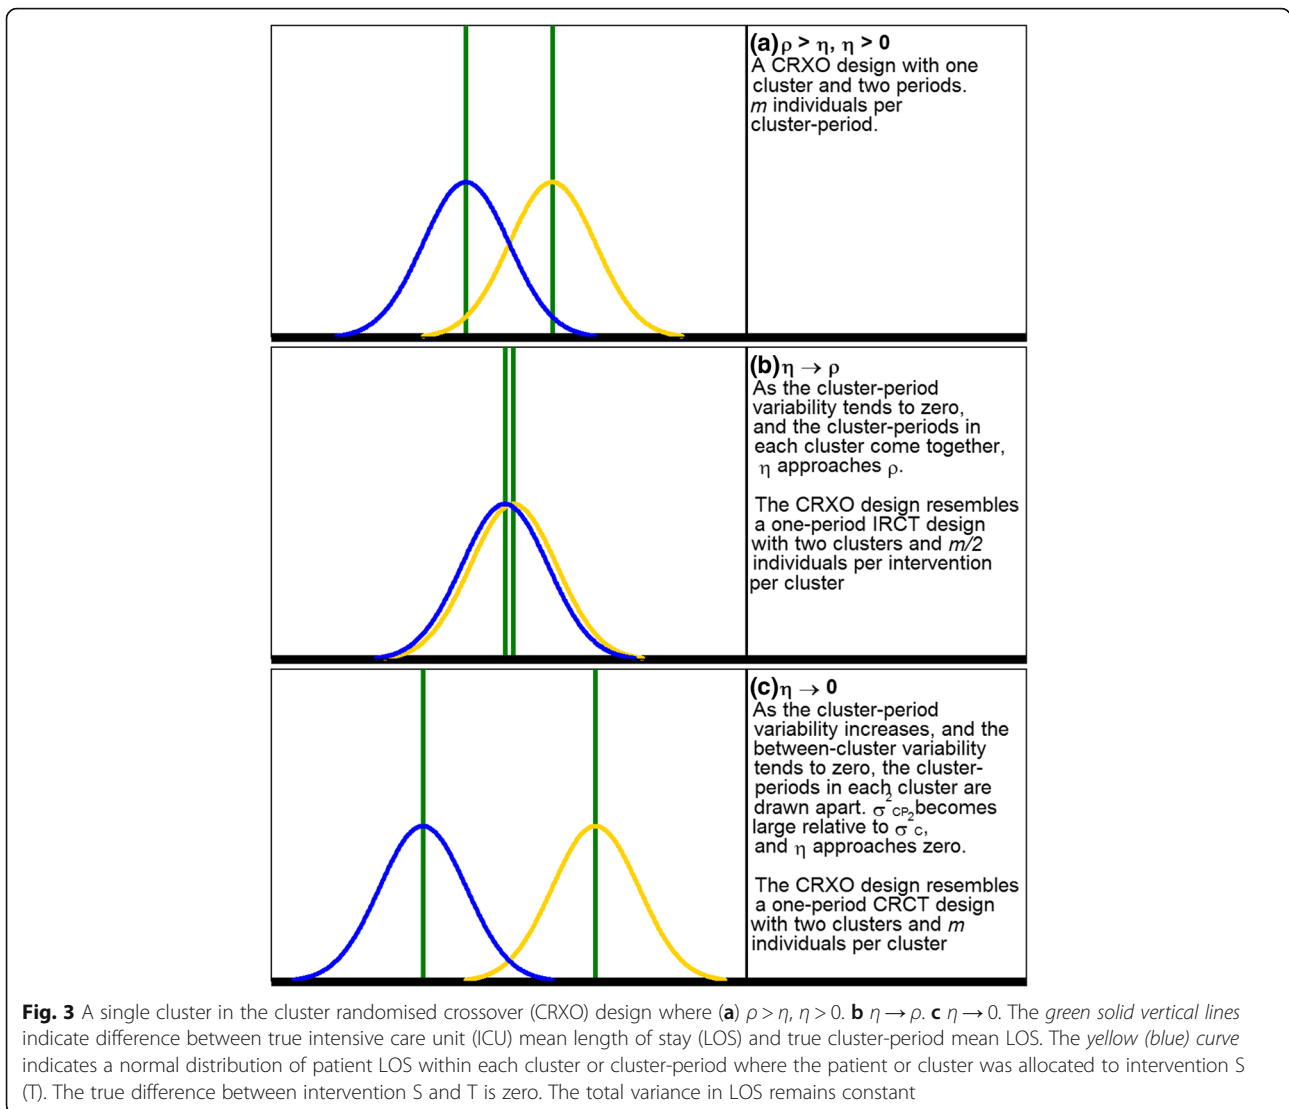 (a) ρ > η, η > 0
A CRXO design with one
cluster and two periods.
m individuals per
cluster-period.
(b) η → ρ
As the cluster-period
variability tends to zero,
and the cluster-periods in
each cluster come together,
η approaches ρ.
The CRXO design resembles
a one-period IRCT design
with two clusters and m/2
individuals per intervention
per cluster
(c) η → 0
As the cluster-period
variability increases, and the
between-cluster variability
tends to zero, the cluster-
periods in each cluster are
drawn apart. σ²CP becomes
large relative to σ²C,
and η approaches zero.
The CRXO design resembles
a one-period CRCT design
with two clusters and m
individuals per cluster
Fig. 3 A single cluster in the cluster randomised crossover (CRXO) design where (a) ρ > η, η > 0. b η → ρ. c η → 0. The green solid vertical lines
indicate difference between true intensive care unit (ICU) mean length of stay (LOS) and true cluster-period mean LOS. The yellow (blue) curve
indicates a normal distribution of patient LOS within each cluster or cluster-period where the patient or cluster was allocated to intervention S
(T). The true difference between intervention S and T is zero. The total variance in LOS remains constant